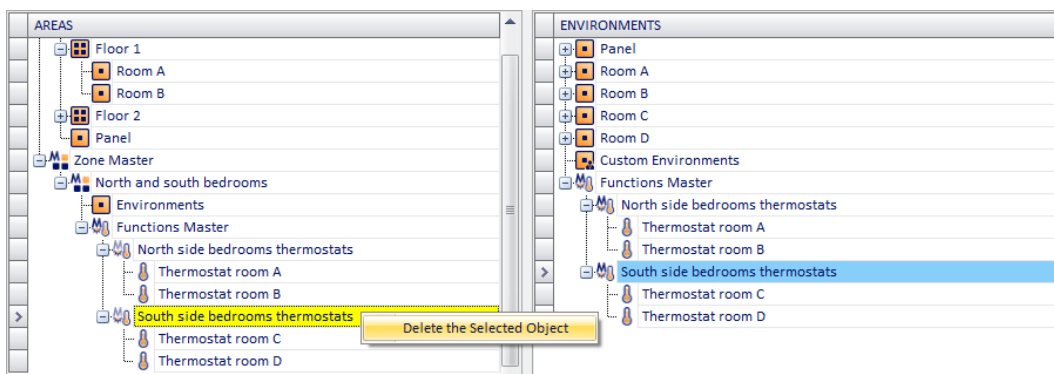 AREAS
Floor 1
Room A
Room B
Floor 2
Panel
Zone Master
North and south bedrooms
Environments
Functions Master
North side bedrooms thermostats
Thermostat room A
Thermostat room B
South side bedrooms thermostats
Delete the Selected Object
Thermostat room C
Thermostat room D
ENVIRONMENTS
Panel
Room A
Room B
Room C
Room D
Custom Environments
Functions Master
North side bedrooms thermostats
Thermostat room A
Thermostat room B
South side bedrooms thermostats
Thermostat room C
Thermostat room D